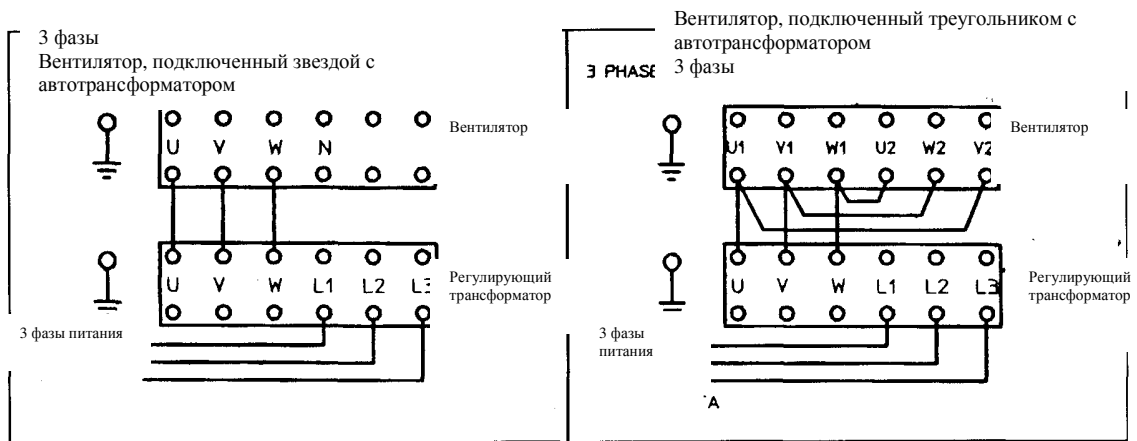 3 фазы
Вентилятор, подключенный звездой с
автотрансформатором
U V W N
Вентилятор
U V W L1 L2 L3
Регулирующий
трансформатор
3 фазы питания
Вентилятор, подключенный треугольником с
автотрансформатором
3 PHASE
3 фазы
U1 V1 W1 U2 W2 V2
Вентилятор
U V W L1 L2 L3
Регулирующий
трансформатор
3 фазы
питания
A